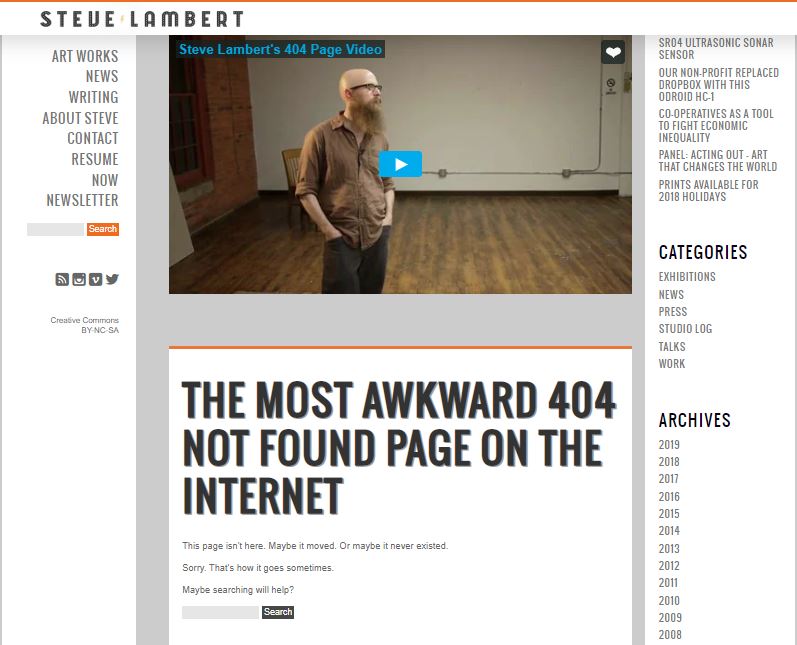 STEVE LAMBERT
ART WORKS
NEWS
WRITING
ABOUT STEVE
CONTACT
RESUME
NOW
NEWSLETTER
Search
Creative Commons
BY-NC-SA
Steve Lambert's 404 Page Video
THE MOST AWKWARD 404
NOT FOUND PAGE ON THE
INTERNET
This page isn't here. Maybe it moved. Or maybe it never existed.
Sorry. That's how it goes sometimes.
Maybe searching will help?
Search
SR04 ULTRASONIC SONAR
SENSOR
OUR NON-PROFIT REPLACED
DROPBOX WITH THIS
ODROID HC-1
CO-OPERATIVES AS A TOOL
TO FIGHT ECONOMIC
INEQUALITY
PANEL: ACTING OUT - ART
THAT CHANGES THE WORLD
PRINTS AVAILABLE FOR
2018 HOLIDAYS
CATEGORIES
EXHIBITIONS
NEWS
PRESS
STUDIO LOG
TALKS
WORK
ARCHIVES
2019
2018
2017
2016
2015
2014
2013
2012
2011
2010
2009
2008